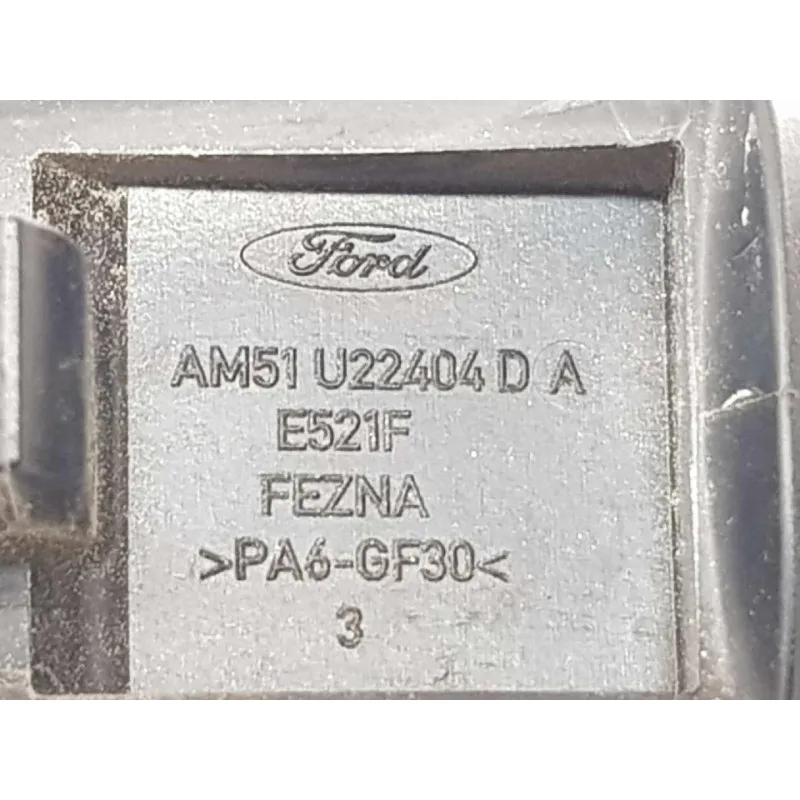 Ford
AM51 U22404 D A
E521F
FEZNA
>PA6-GF30<
3